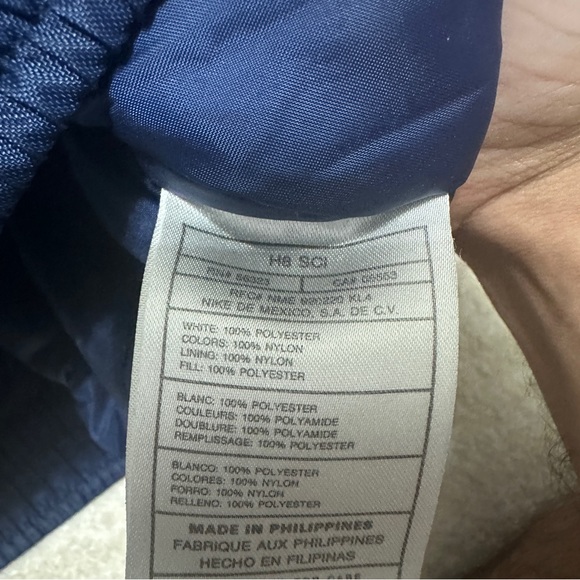 H8 SCI
RN# 56323 CA# 05553
RFC# NME 920220 KL4
NIKE DE MEXICO, S.A. DE C.V.
WHITE: 100% POLYESTER
COLORS: 100% NYLON
LINING: 100% NYLON
FILL: 100% POLYESTER
BLANC: 100% POLYESTER
COULEURS: 100% POLYAMIDE
DOUBLURE: 100% POLYAMIDE
REMPLISSAGE: 100% POLYESTER
BLANCO: 100% POLYESTER
COLORES: 100% NYLON
FORRO: 100% NYLON
RELLENO: 100% POLYESTER
MADE IN PHILIPPINES
FABRIQUE AUX PHILIPPINES
HECHO EN FILIPINAS